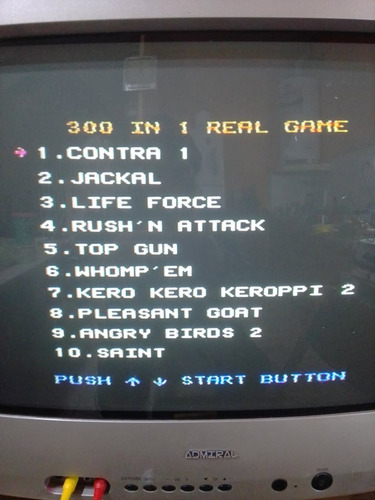 300 IN 1 REAL GAME
→ 1.CONTRA 1
2.JACKAL
3.LIFE FORCE
4.RUSH'N ATTACK
5.TOP GUN
6.WHOMP'EM
7.KERO KERO KEROPPI 2
8.PLEASANT GOAT
9.ANGRY BIRDS 2
10.SAINT
PUSH ↑ ↓ START BUTTON
ADMIRAL